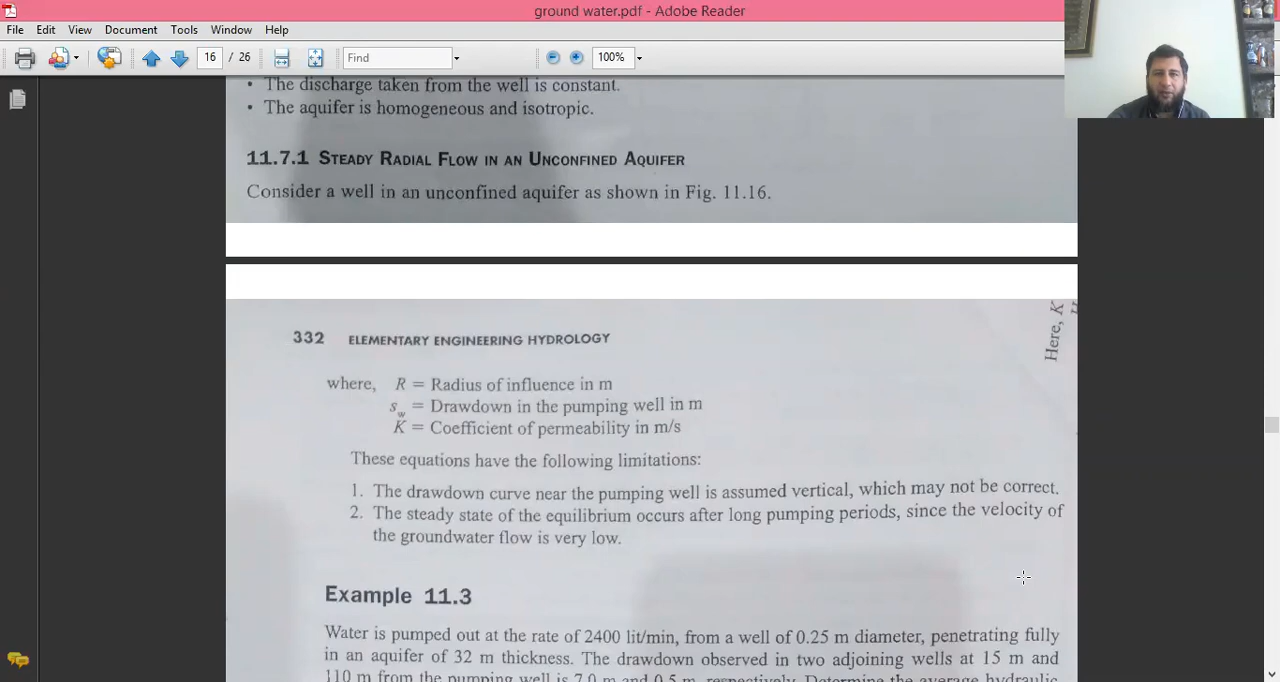 ground water.pdf - Adobe Reader
File Edit View Document Tools Window Help
16 / 26 Find 100%
• The discharge taken from the well is constant.
• The aquifer is homogeneous and isotropic.
11.7.1 STEADY RADIAL FLOW IN AN UNCONFINED AQUIFER
Consider a well in an unconfined aquifer as shown in Fig. 11.16.
Here, K
332 ELEMENTARY ENGINEERING HYDROLOGY
where, R = Radius of influence in m
s_w = Drawdown in the pumping well in m
K = Coefficient of permeability in m/s
These equations have the following limitations:
1. The drawdown curve near the pumping well is assumed vertical, which may not be correct.
2. The steady state of the equilibrium occurs after long pumping periods, since the velocity of
the groundwater flow is very low.
Example 11.3
Water is pumped out at the rate of 2400 lit/min, from a well of 0.25 m diameter, penetrating fully
in an aquifer of 32 m thickness. The drawdown observed in two adjoining wells at 15 m and
110 m from the pumping well is 7.0 m and 0.5 m, respectively. Determine the average hydraulic